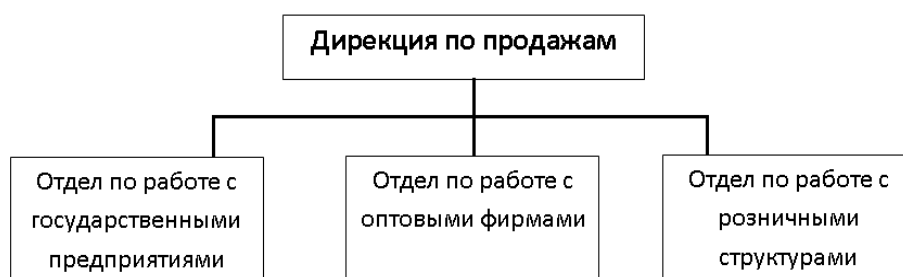 Дирекция по продажам
Отдел по работе с
государственными
предприятиями
Отдел по работе с
оптовыми фирмами
Отдел по работе с
розничными
структурами